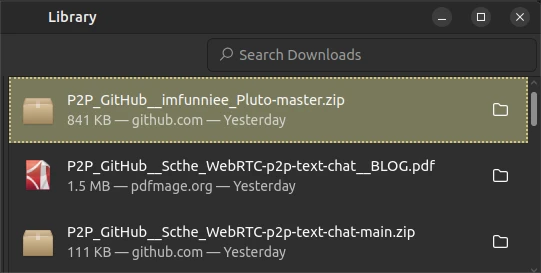 Library
Search Downloads
P2P_GitHub__imfunniee_Pluto-master.zip
841 KB — github.com — Yesterday
P2P_GitHub__Scthe_WebRTC-p2p-text-chat__BLOG.pdf
1.5 MB — pdfmage.org — Yesterday
P2P_GitHub__Scthe_WebRTC-p2p-text-chat-main.zip
111 KB — github.com — Yesterday